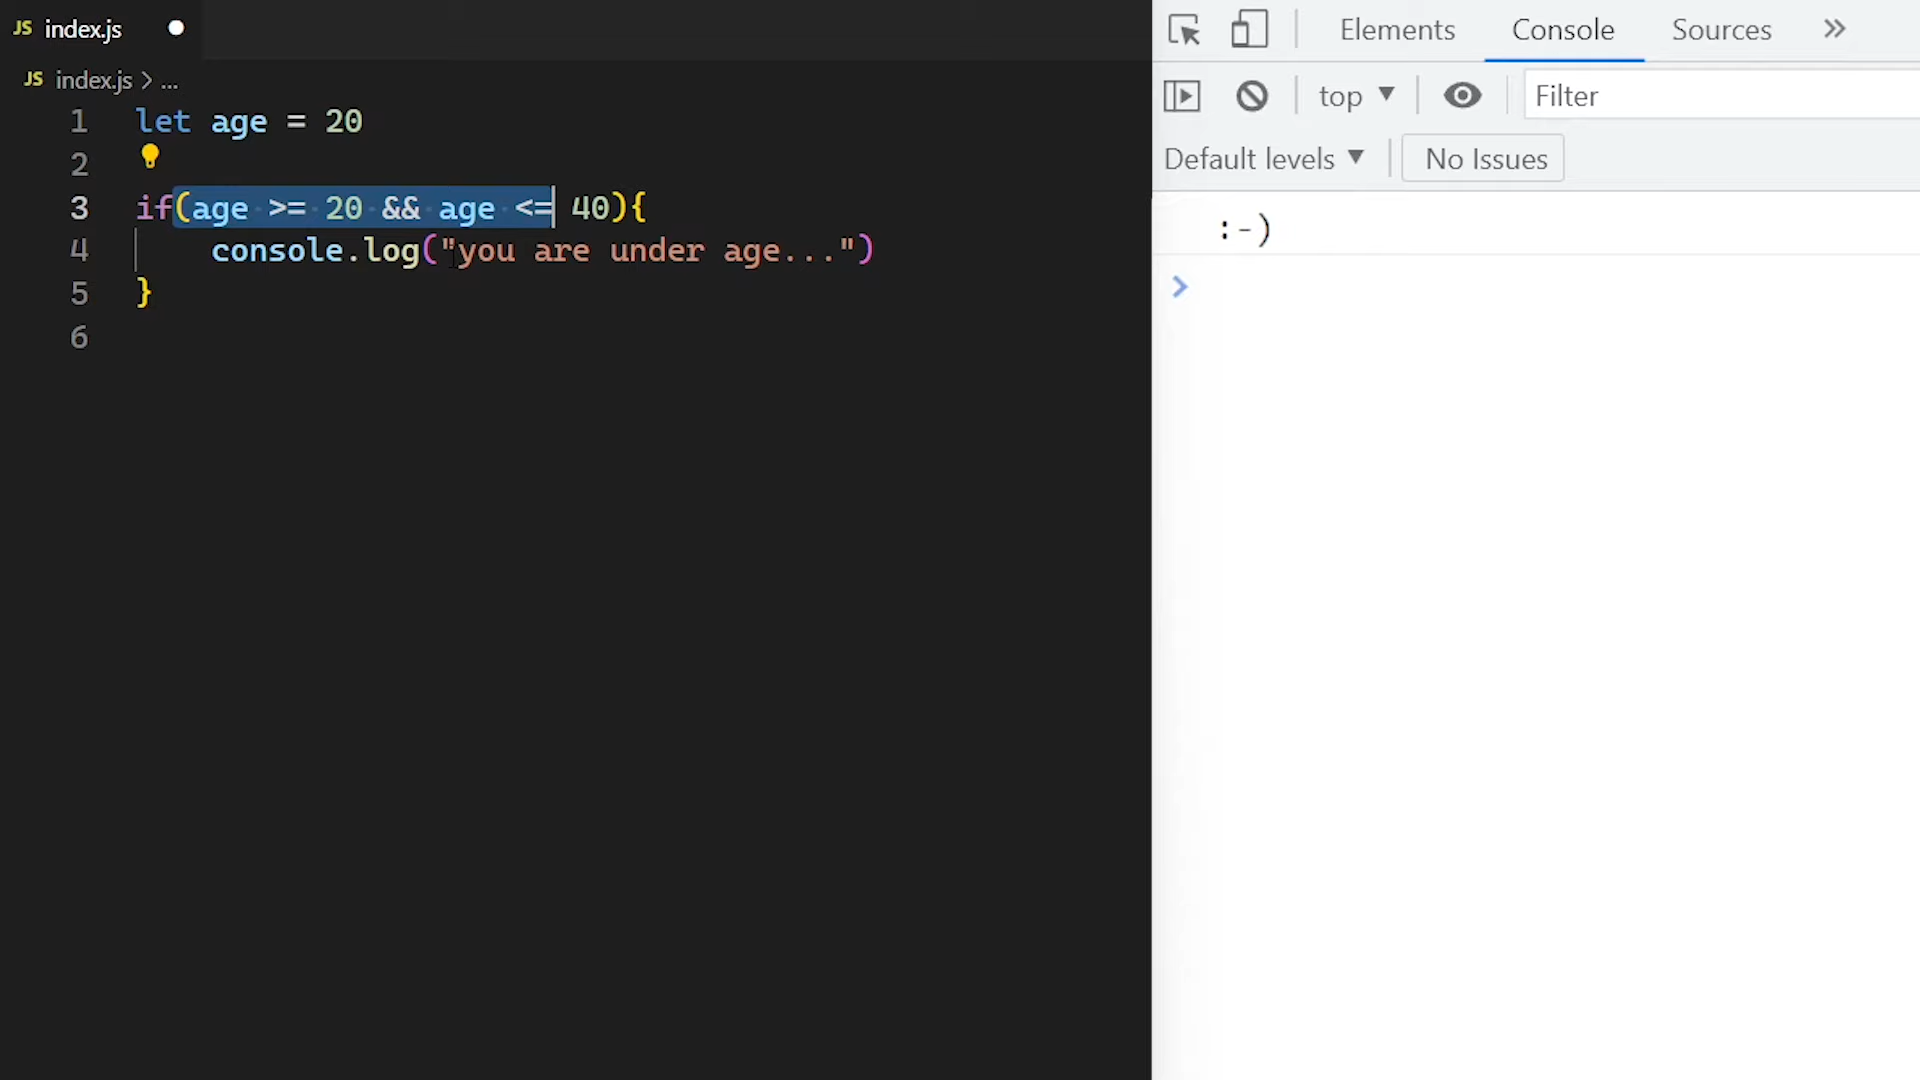 JS index.js
JS index.js > ...
1 let age = 20
2
3 if(age >= 20 && age <= 40){
4 console.log("you are under age...")
5 }
6
Elements Console Sources »
top ▼ Filter
Default levels ▼ No Issues
:-)
>